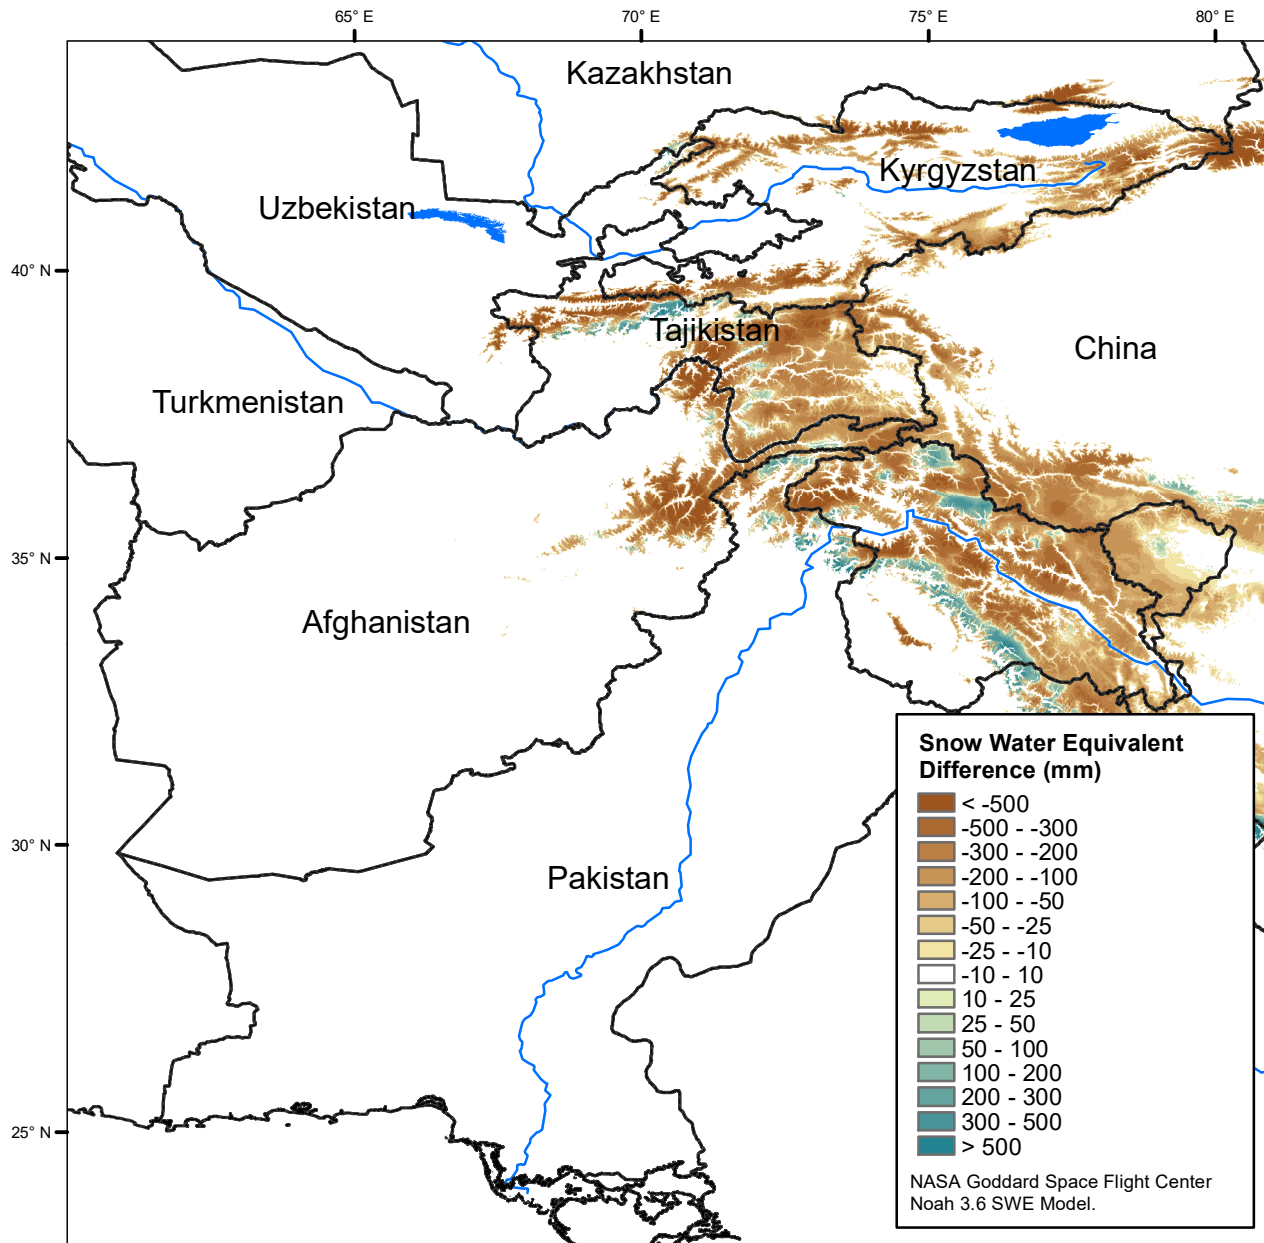 65° E
70° E
75° E
80° E
Kazakhstan
Kyrgyzstan
Uzbekistan
40° N
Tajikistan
China
Turkmenistan
35° N
Afghanistan
Snow Water Equivalent
Difference (mm)
< -500
-500 - -300
30° N
-300 - -200
Pakistan
-200 - -100
-100 - -50
-50 - -25
-25 - -10
-10 - 10
10 - 25
25 - 50
50 - 100
100 - 200
200 - 300
300 - 500
25° N
> 500
NASA Goddard Space Flight Center
Noah 3.6 SWE Model.